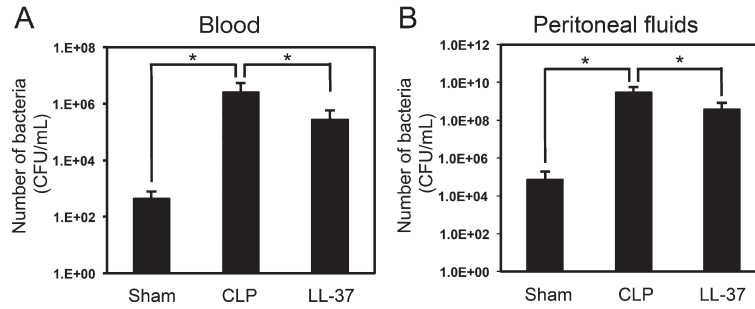 A
Blood
Number of bacteria
(CFU/mL)
1.E+08
1.E+06
1.E+04
1.E+02
1.E+00
*
*
Sham
CLP
LL-37
B
Peritoneal fluids
Number of bacteria
(CFU/mL)
1.0E+12
1.0E+10
1.0E+08
1.0E+06
1.0E+04
1.0E+02
1.0E+00
*
*
Sham
CLP
LL-37